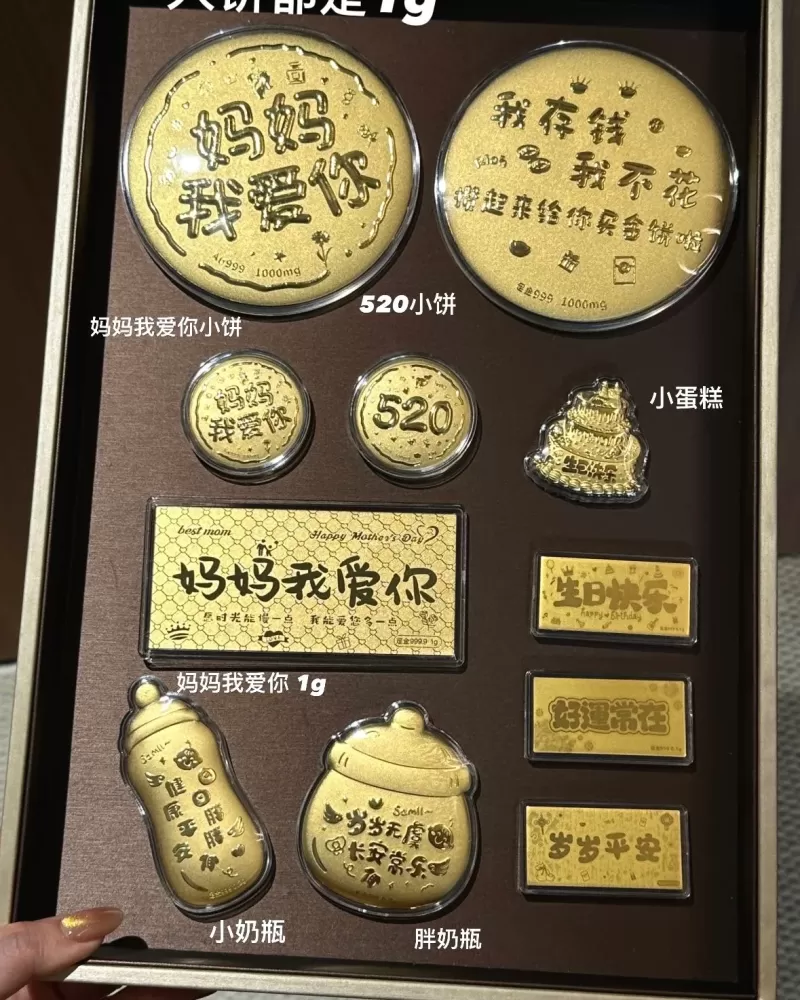 大饼都是1g
妈妈
我爱你
Au999 1000mg
我存钱
我不花
攒起来给你买金饼啦
足金999 1000mg
520小饼
妈妈我爱你小饼
妈妈
我爱你
520
小蛋糕
生日快乐
best mom Happy Mother's Day
妈妈我爱你
愿时光能慢一点 我能爱您多一点
足金999.9 1g
妈妈我爱你 1g
生日快乐
happy birthday
好運常在
岁岁平安
健康平安
岁岁无虞
长安常乐
小奶瓶
胖奶瓶